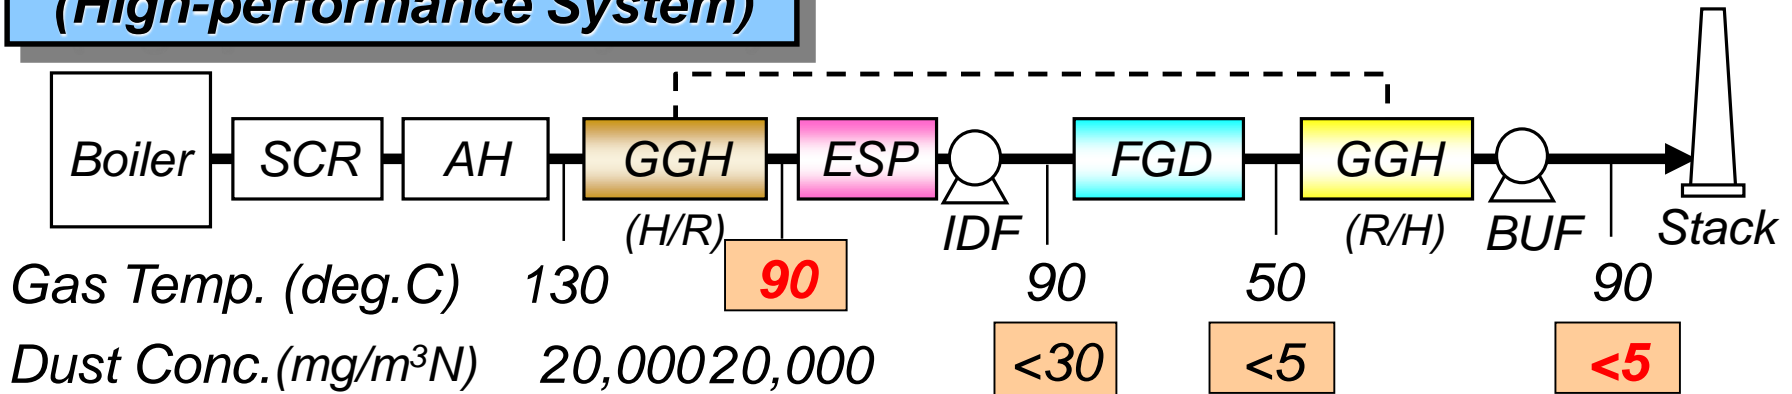 (High-performance System)
Boiler SCR AH GGH ESP FGD GGH
(H/R) IDF (R/H) BUF Stack
Gas Temp. (deg.C) 130 90 90 50 90
Dust Conc.(mg/m³N) 20,000 20,000 <30 <5 <5